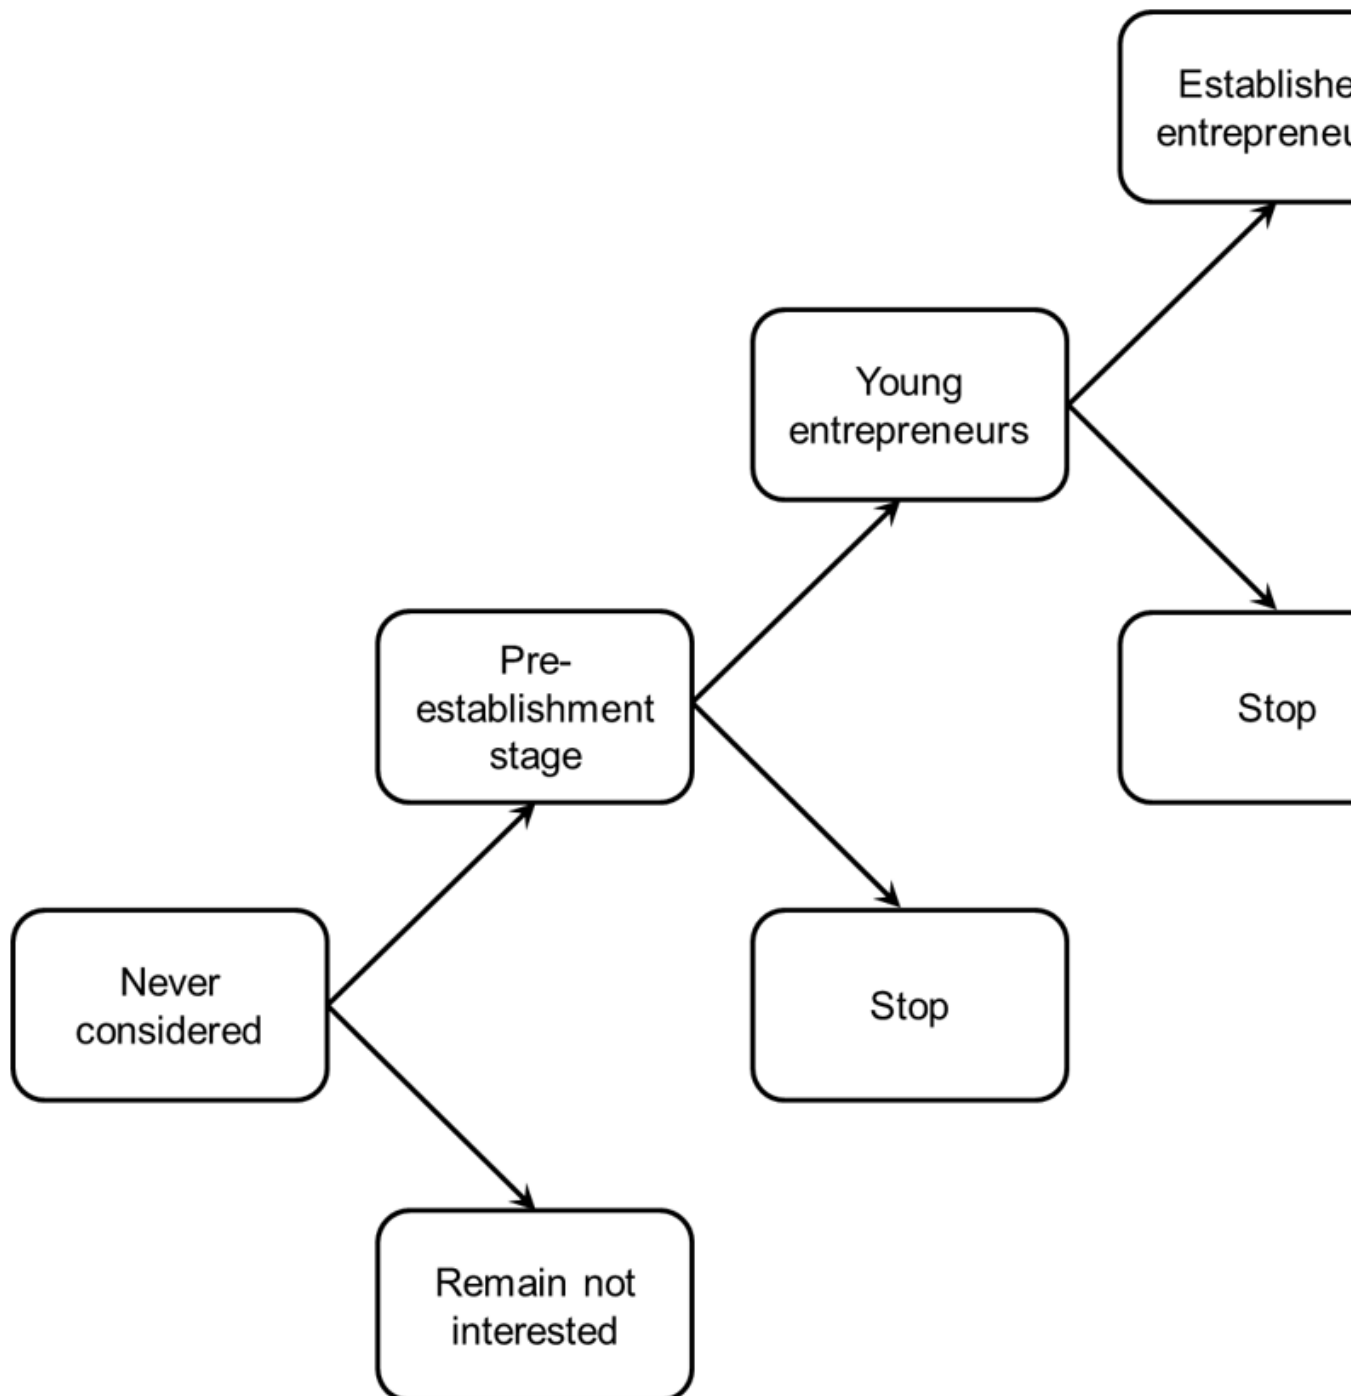 Establishe
entrepreneu
Young
entrepreneurs
Pre-
establishment
stage
Stop
Never
considered
Stop
Remain not
interested